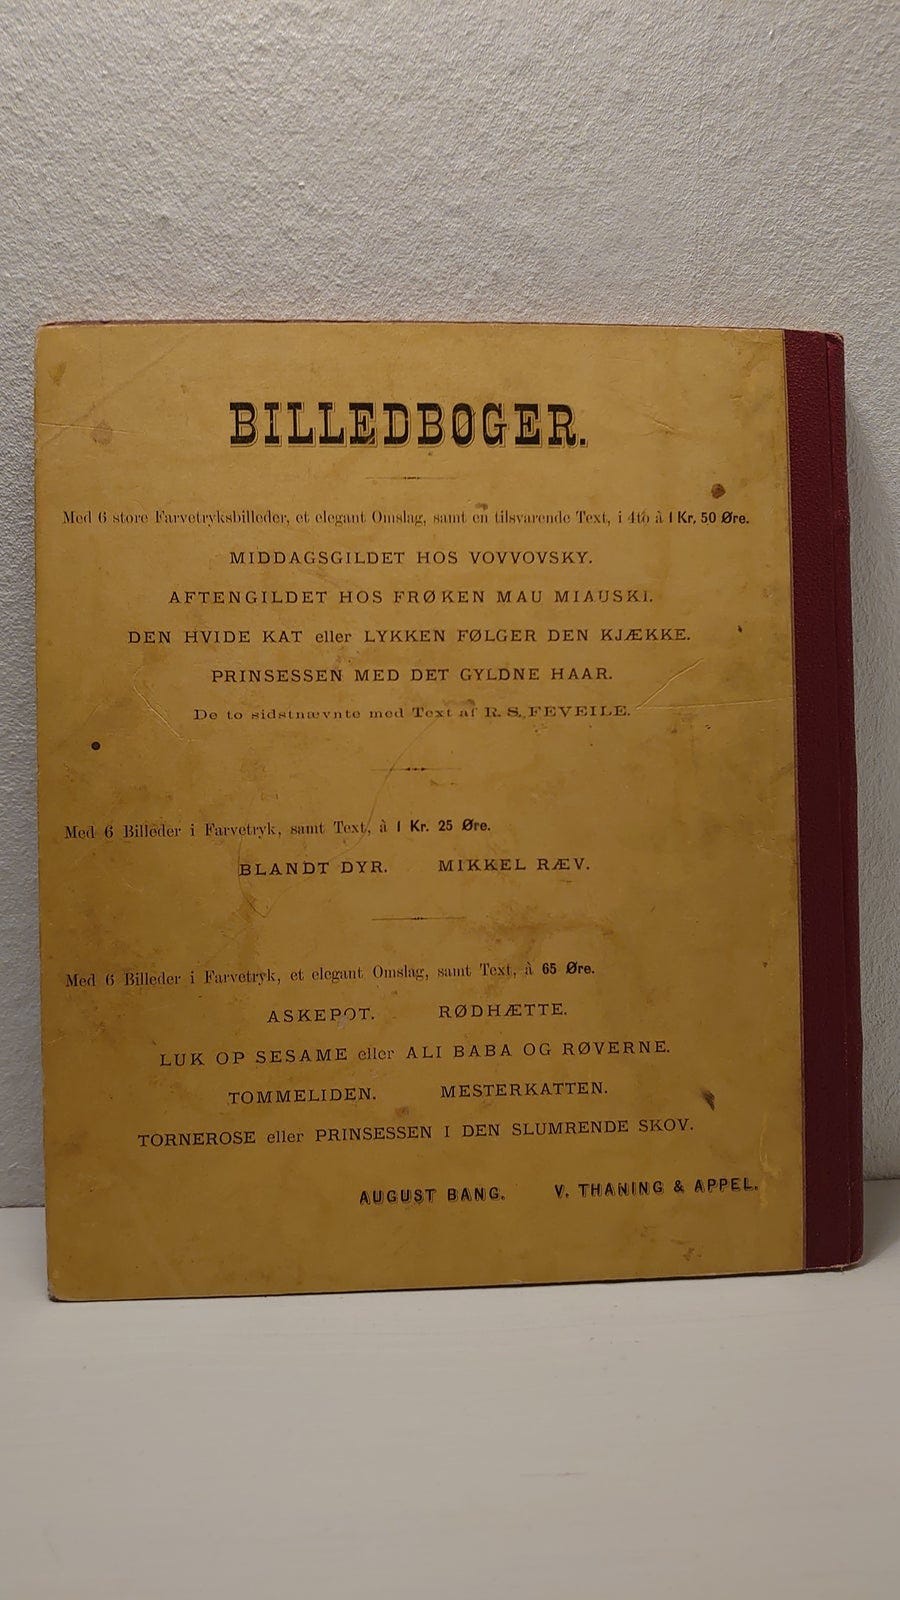 BILLEDBØGER.
Med 6 store Farvetryksbilleder, et elegant Omslag, samt en tilsvarende Text, i 4to à 1 Kr, 50 Øre.
MIDDAGSGILDET HOS VOVVOVSKY.
AFTENGILDET HOS FRØKEN MAU MIAUSKI.
DEN HVIDE KAT eller LYKKEN FØLGER DEN KJÆKKE.
PRINSESSEN MED DET GYLDNE HAAR.
De to sidstnævnte med Text af R. S. FEVEILE.
Med 6 Billeder i Farvetryk, samt Text, à 1 Kr. 25 Øre.
BLANDT DYR. MIKKEL RÆV.
Med 6 Billeder i Farvetryk, et elegant Omslag, samt Text, à 65 Øre.
ASKEPOT. RØDHÆTTE.
LUK OP SESAME eller ALI BABA OG RØVERNE.
TOMMELIDEN. MESTERKATTEN.
TORNEROSE eller PRINSESSEN I DEN SLUMRENDE SKOV.
AUGUST BANG. V. THANING & APPEL.